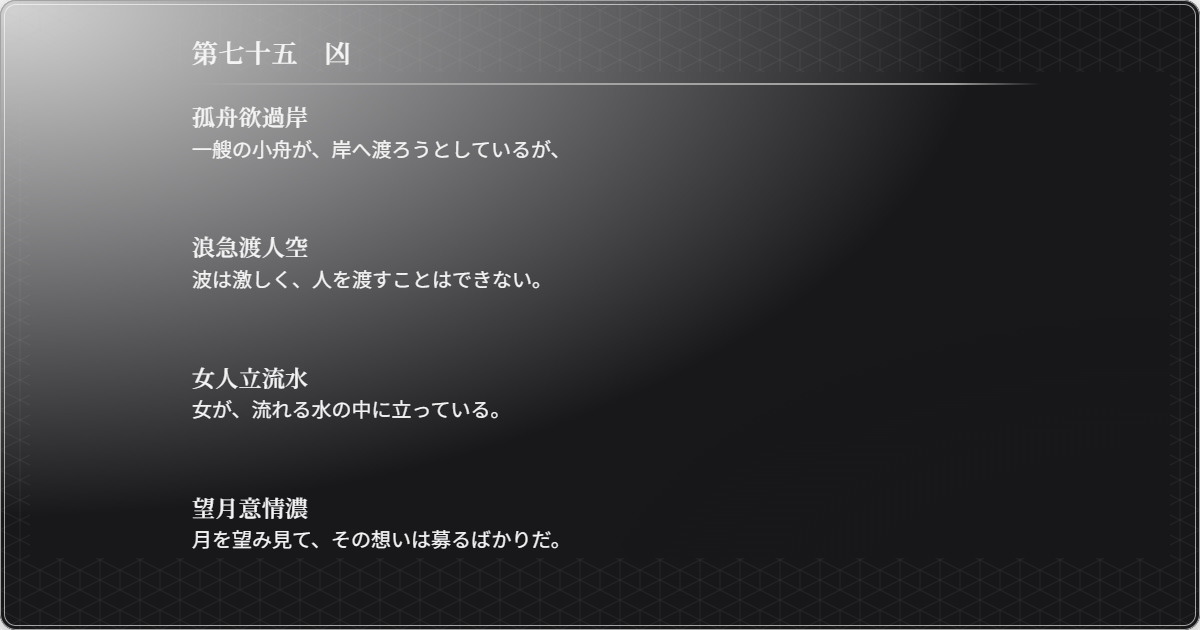 第七十五　凶
孤舟欲過岸
一艘の小舟が、岸へ渡ろうとしているが、
浪急渡人空
波は激しく、人を渡すことはできない。
女人立流水
女が、流れる水の中に立っている。
望月意情濃
月を望み見て、その想いは募るばかりだ。